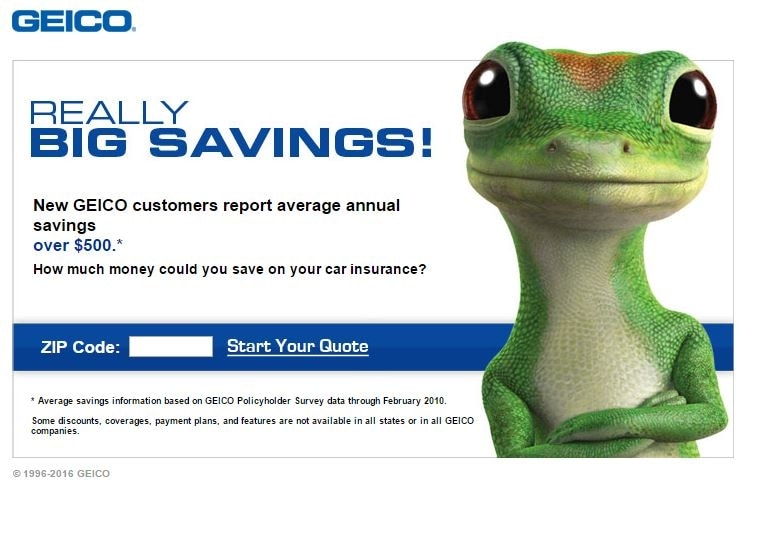 GEICO.
REALLY
BIG SAVINGS!
New GEICO customers report average annual
savings
over $500.*
How much money could you save on your car insurance?
ZIP Code:
Start Your Quote
* Average savings information based on GEICO Policyholder Survey data through February 2010.
Some discounts, coverages, payment plans, and features are not available in all states or in all GEICO
companies.
© 1996-2016 GEICO